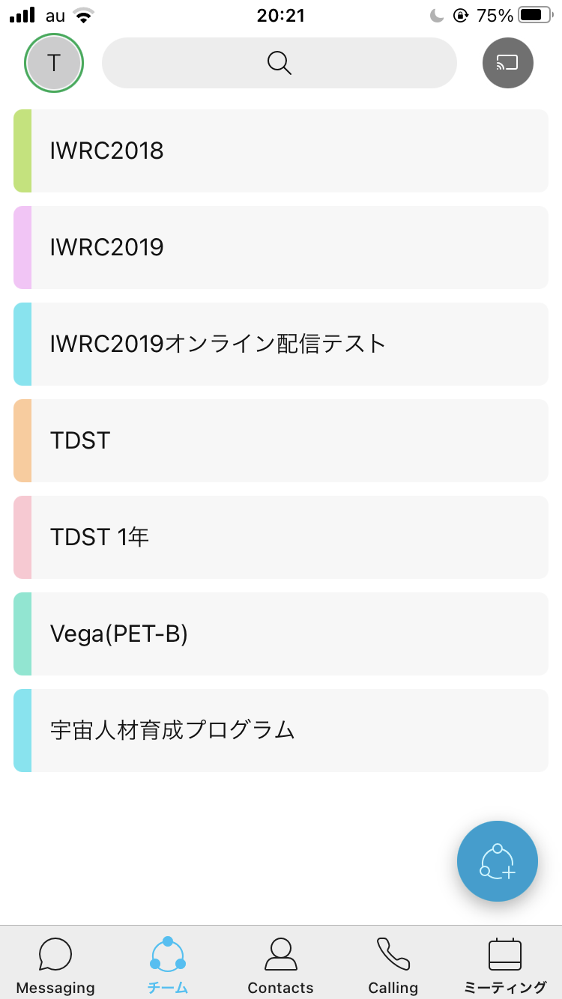 au 20:21 75%
T
IWRC2018
IWRC2019
IWRC2019オンライン配信テスト
TDST
TDST 1年
Vega(PET-B)
宇宙人材育成プログラム
Messaging チーム Contacts Calling ミーティング